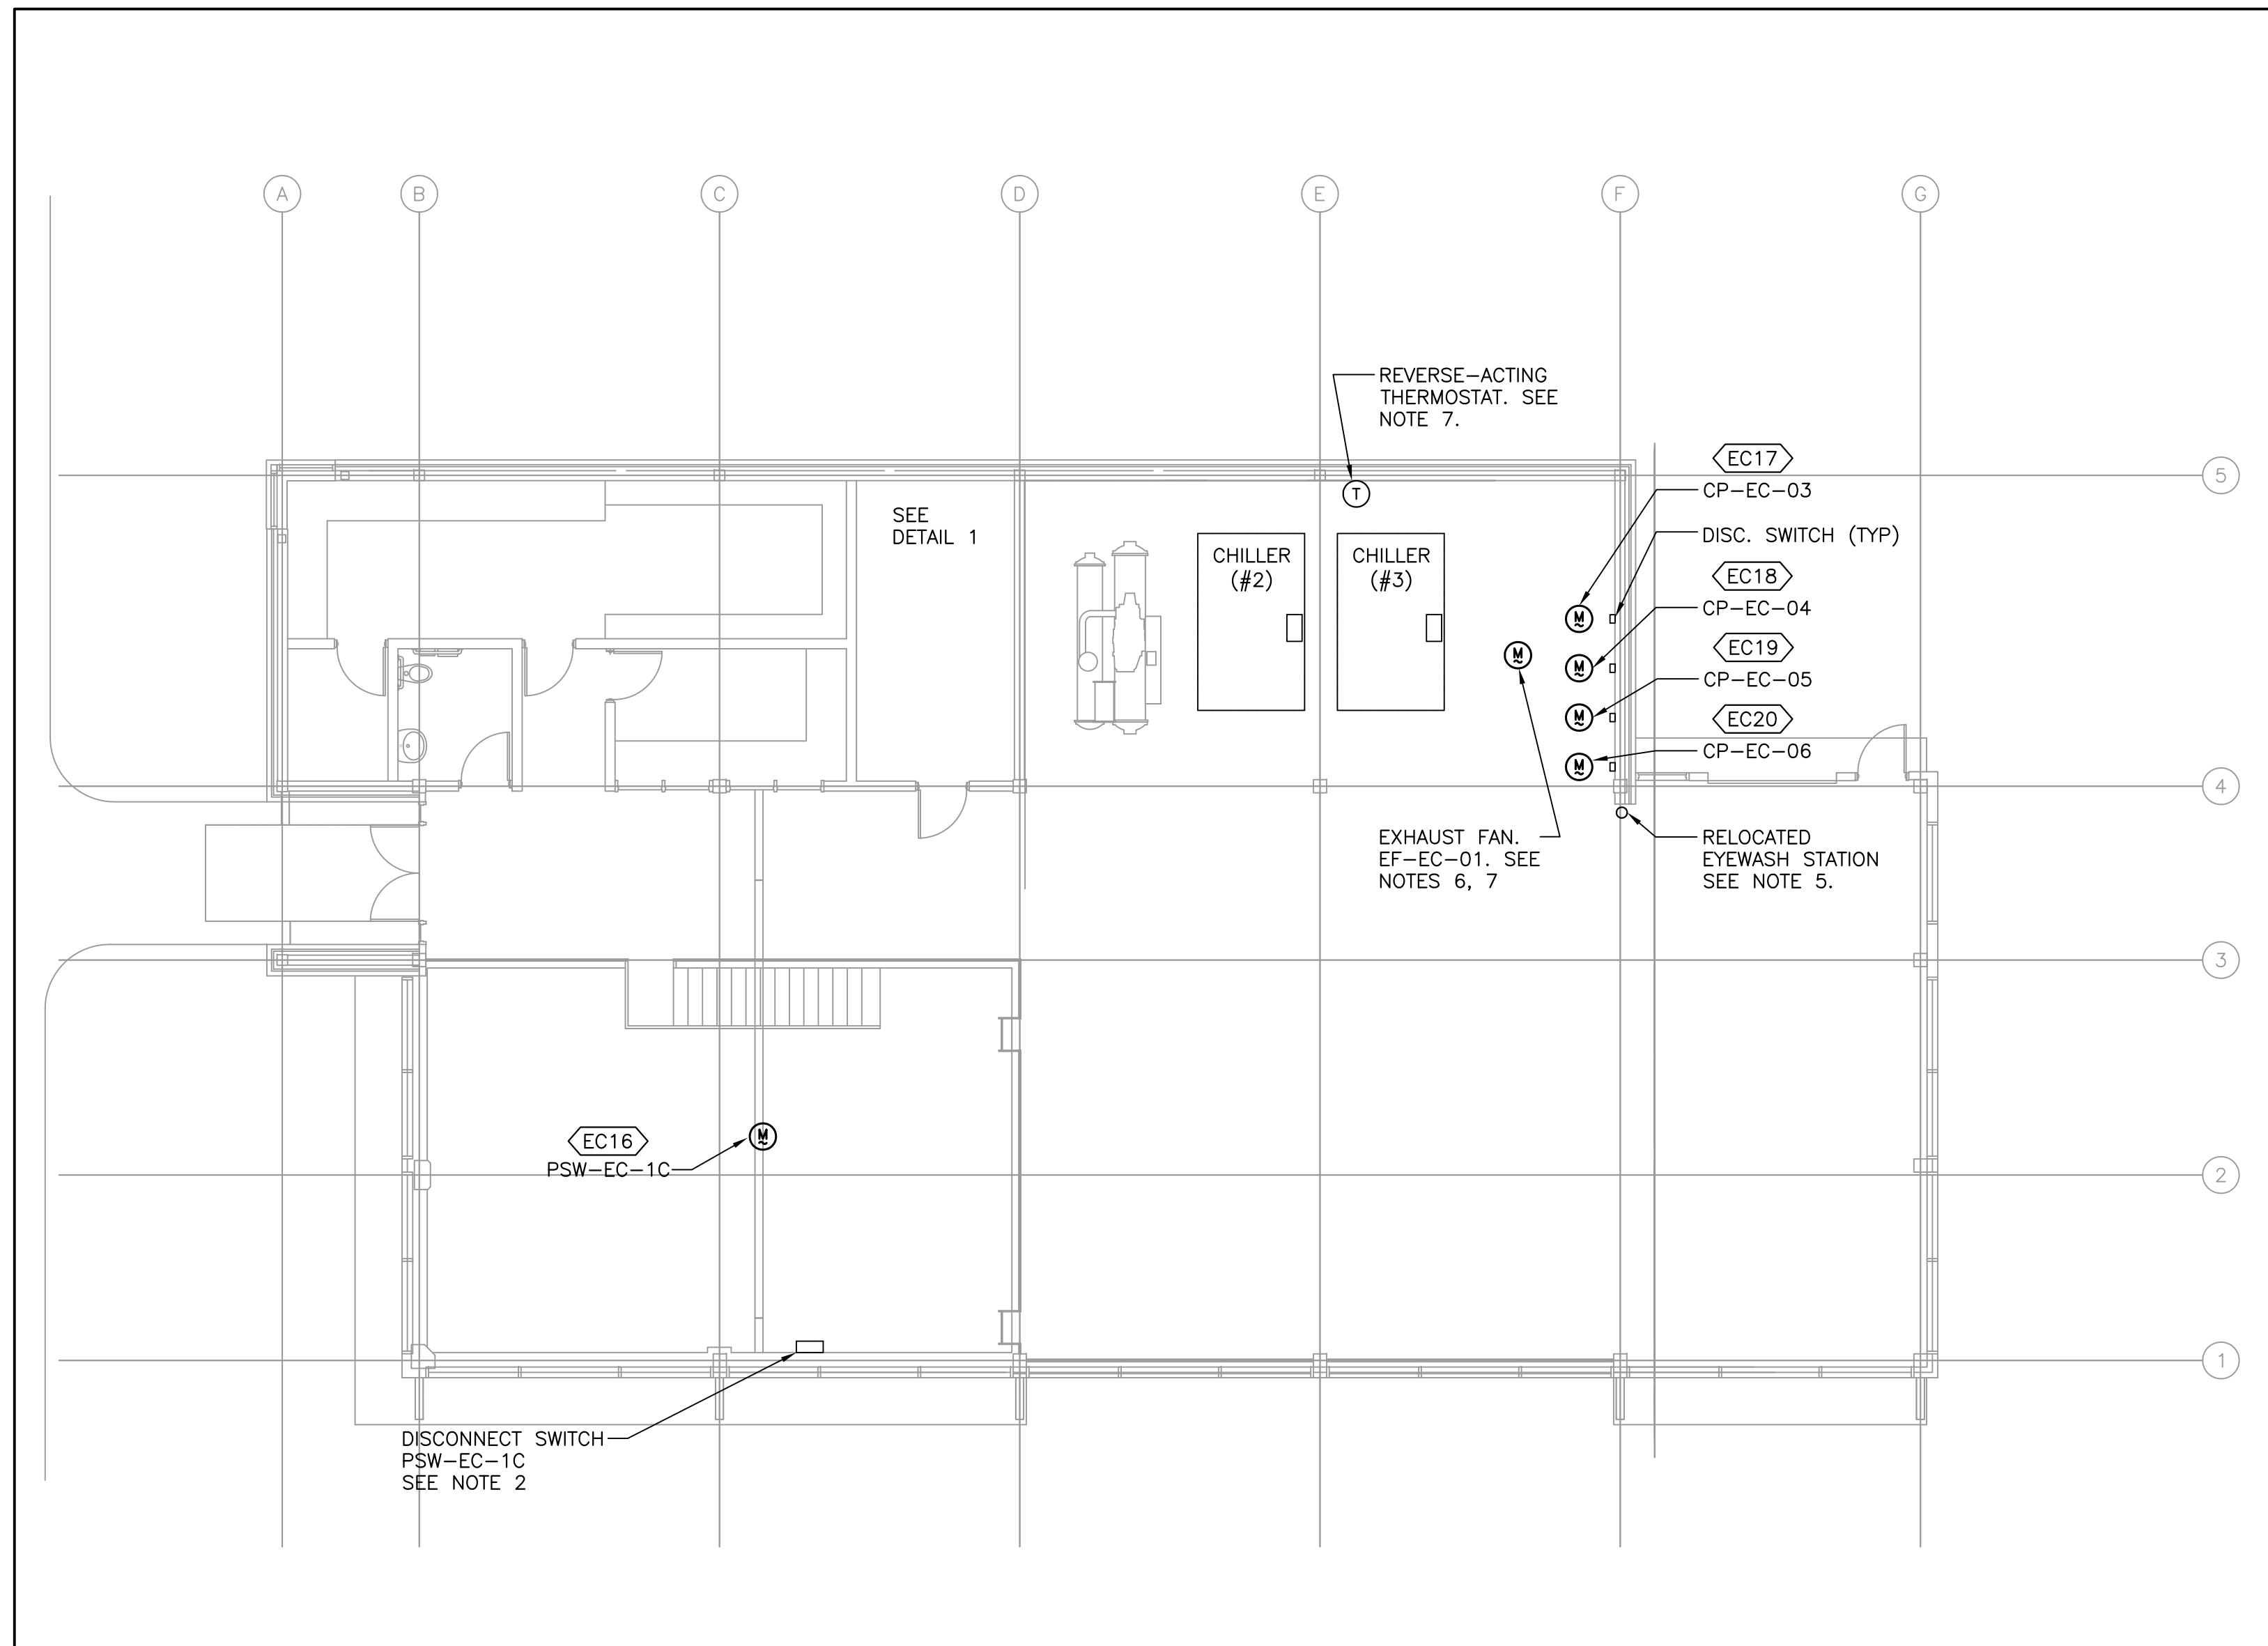 A
B
C
D
E
F
G
REVERSE-ACTING
THERMOSTAT. SEE
NOTE 7.
EC17
5
CP-EC-03
T
SEE
DETAIL 1
DISC. SWITCH (TYP)
CHILLER
(#2)
CHILLER
(#3)
EC18
CP-EC-04
M
EC19
M
M
CP-EC-05
M
EC20
CP-EC-06
M
4
EXHAUST FAN.
EF-EC-01. SEE
NOTES 6, 7
RELOCATED
EYEWASH STATION
SEE NOTE 5.
3
EC16
M
PSW-EC-1C
2
1
DISCONNECT SWITCH
PSW-EC-1C
SEE NOTE 2